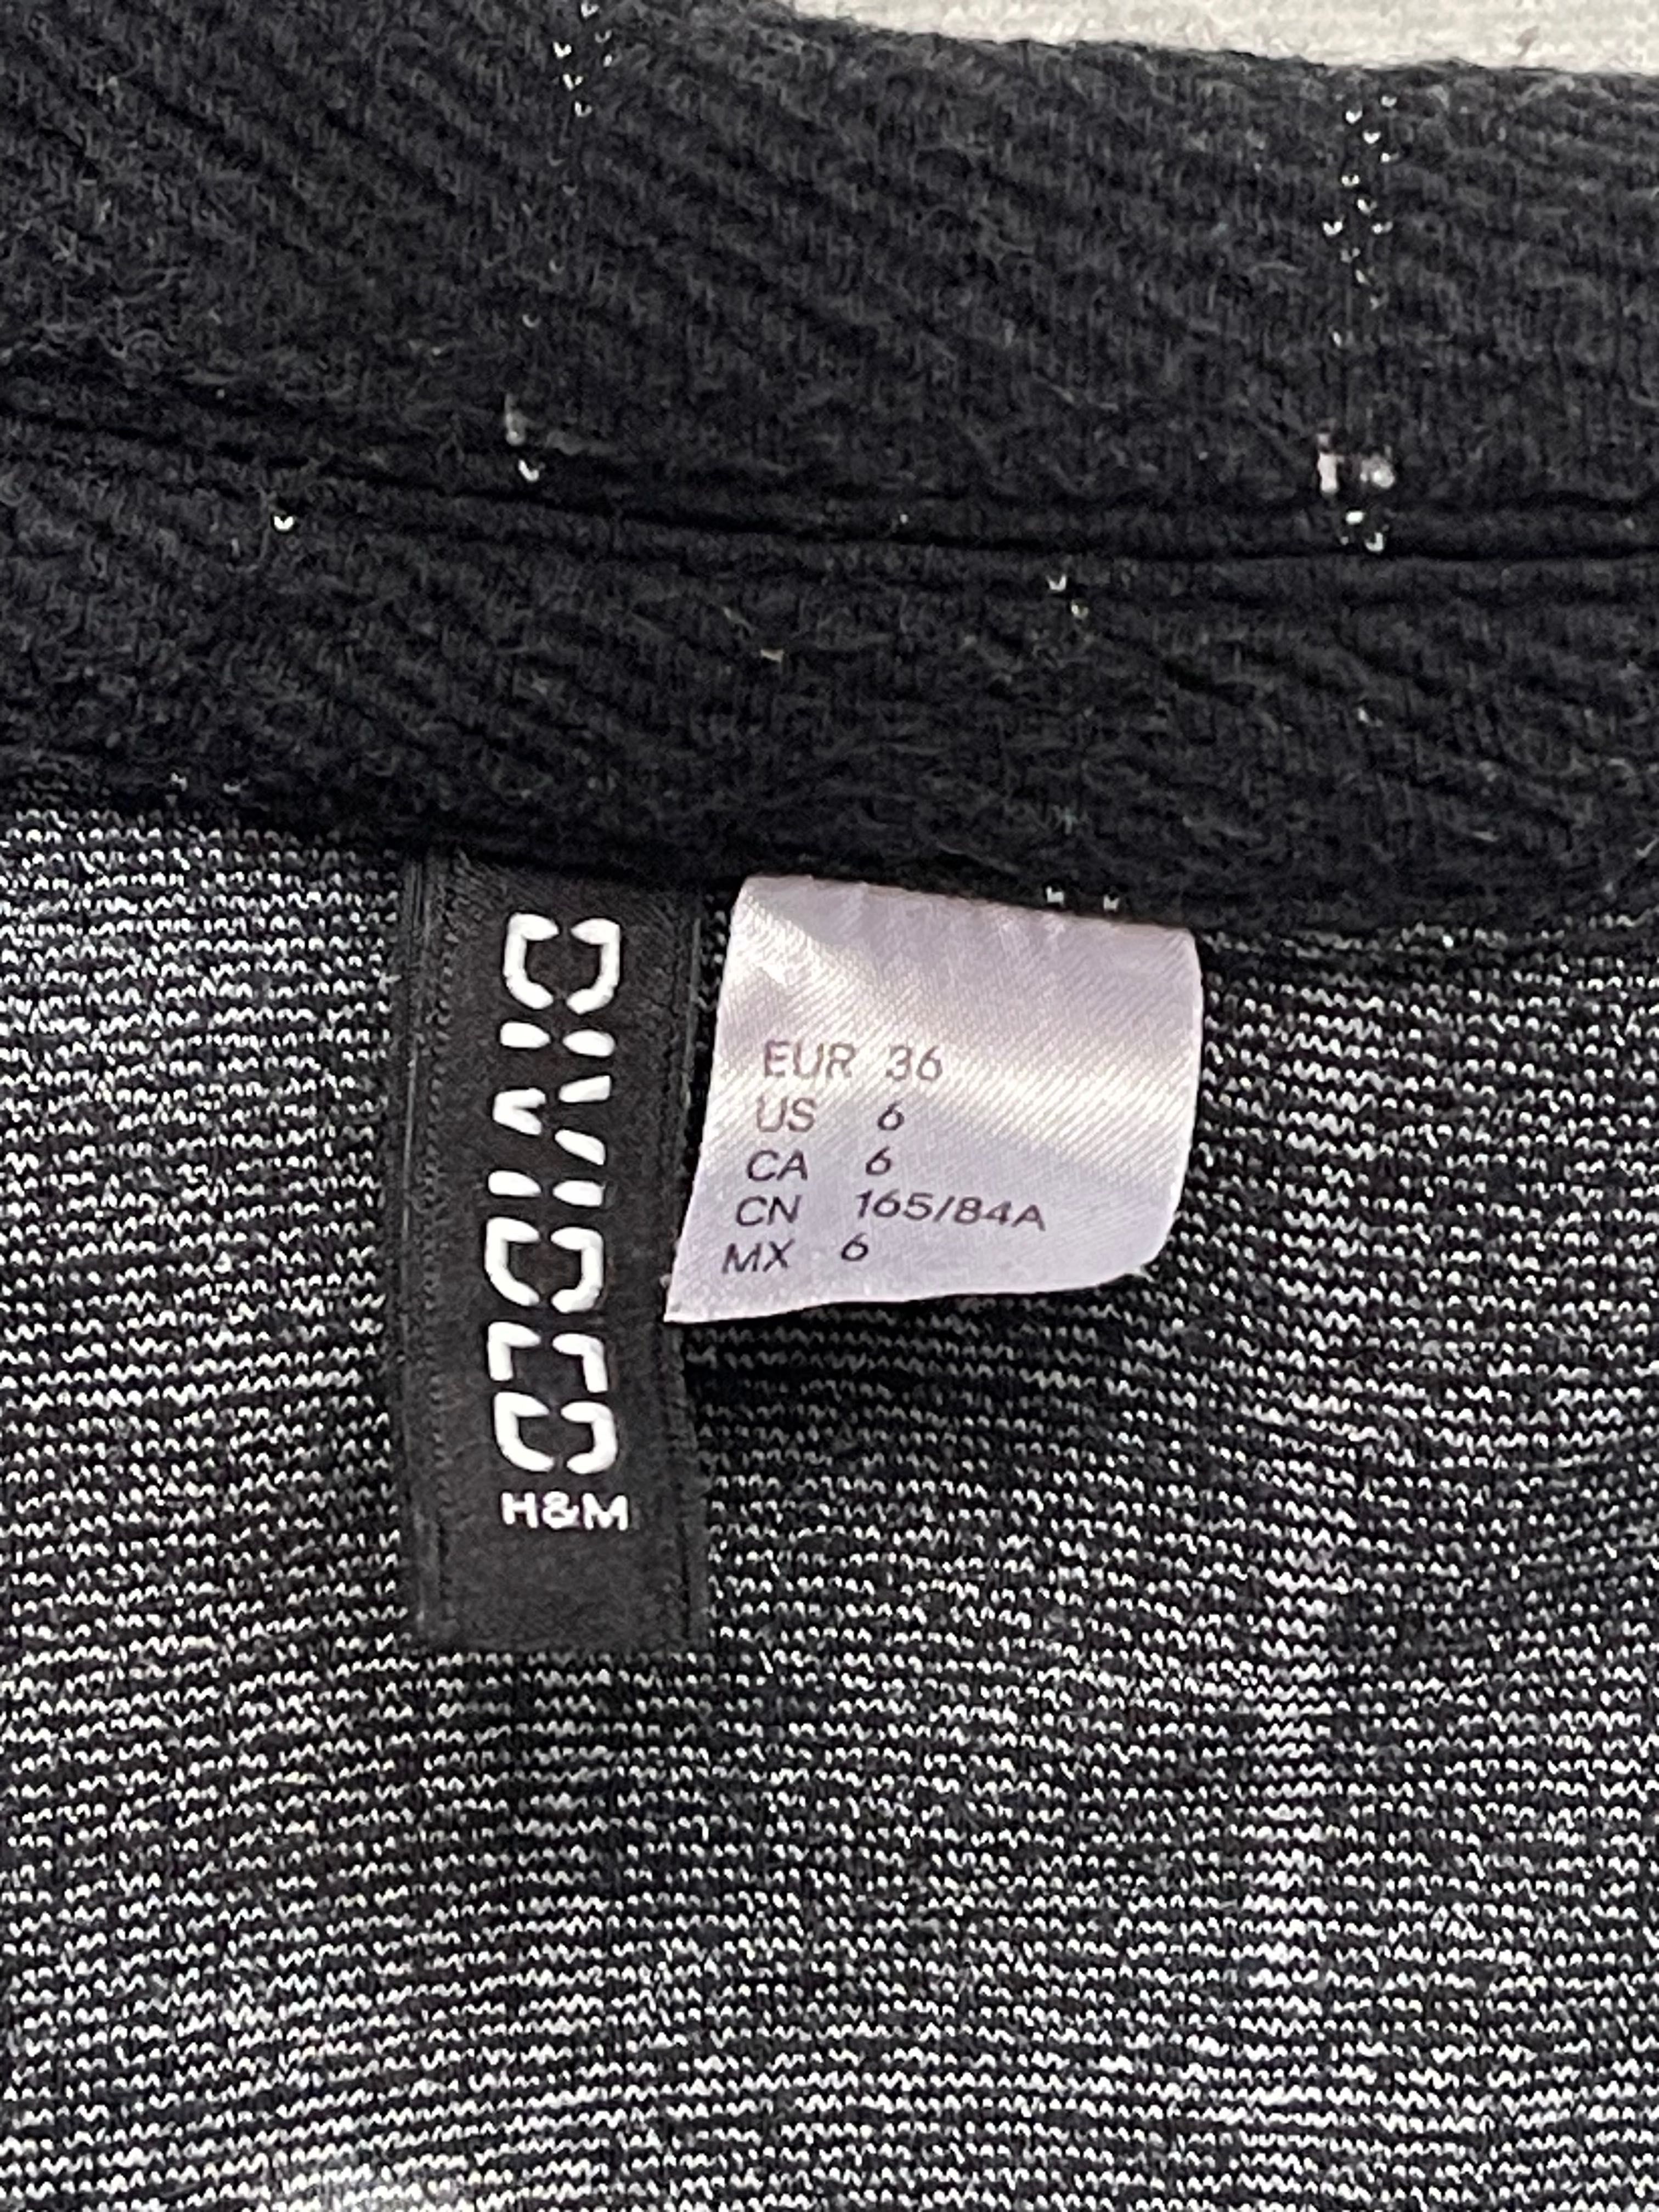 DIVIDED
H&M
EUR 36
US 6
CA 6
CN 165/84A
MX 6